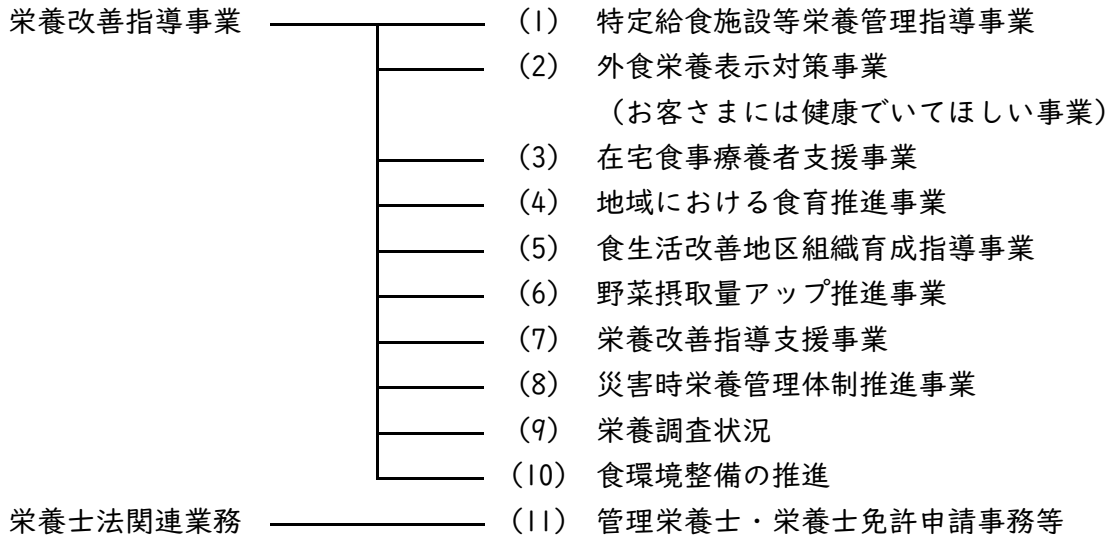 栄養改善指導事業 (1) 特定給食施設等栄養管理指導事業
(2) 外食栄養表示対策事業
(お客さまには健康でいてほしい事業)
(3) 在宅食事療養者支援事業
(4) 地域における食育推進事業
(5) 食生活改善地区組織育成指導事業
(6) 野菜摂取量アップ推進事業
(7) 栄養改善指導支援事業
(8) 災害時栄養管理体制推進事業
(9) 栄養調査状況
(10) 食環境整備の推進
栄養士法関連業務 (11) 管理栄養士・栄養士免許申請事務等